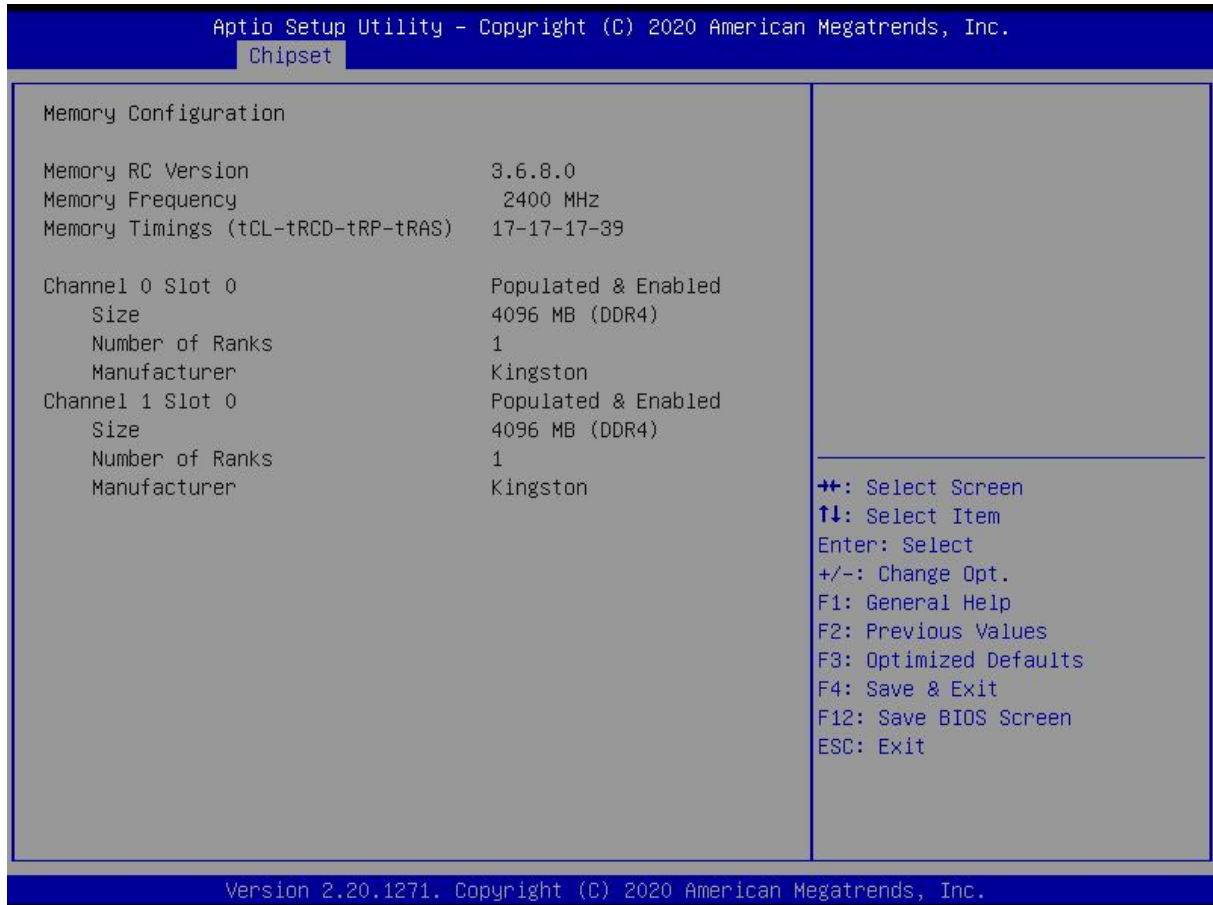 Aptio Setup Utility – Copyright (C) 2020 American Megatrends, Inc.
Chipset
Memory Configuration
Memory RC Version 3.6.8.0
Memory Frequency 2400 MHz
Memory Timings (tCL-tRCD-tRP-tRAS) 17-17-17-39
Channel 0 Slot 0 Populated & Enabled
Size 4096 MB (DDR4)
Number of Ranks 1
Manufacturer Kingston
Channel 1 Slot 0 Populated & Enabled
Size 4096 MB (DDR4)
Number of Ranks 1
Manufacturer Kingston
→←: Select Screen
↑↓: Select Item
Enter: Select
+/-: Change Opt.
F1: General Help
F2: Previous Values
F3: Optimized Defaults
F4: Save & Exit
F12: Save BIOS Screen
ESC: Exit
Version 2.20.1271. Copyright (C) 2020 American Megatrends, Inc.